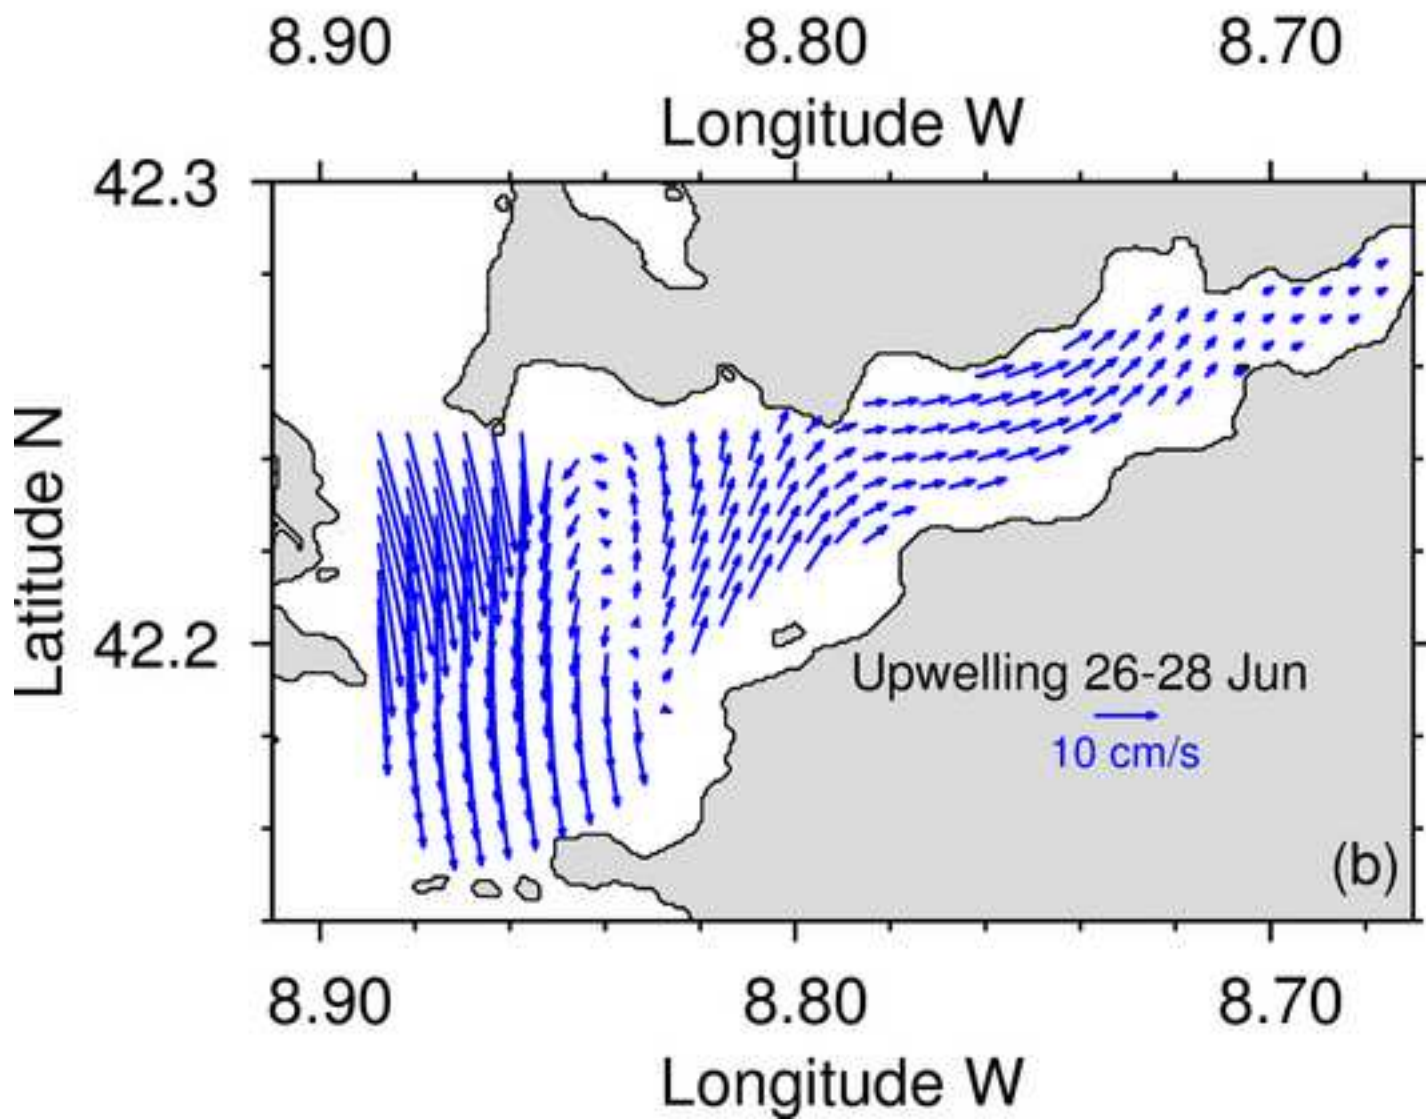 8.90 8.80 8.70
Longitude W
42.3
Latitude N
42.2
Upwelling 26-28 Jun
10 cm/s
(b)
8.90 8.80 8.70
Longitude W